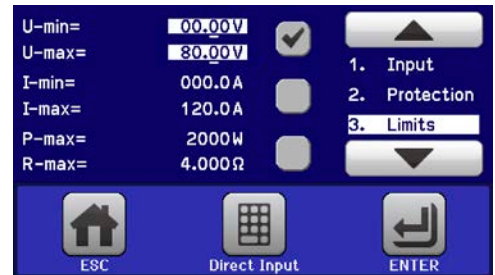 U-min= 00.00V
U-max= 80.00V
I-min= 000.0A
I-max= 120.0A
P-max= 2000W
R-max= 4.000Ω
1. Input
2. Protection
3. Limits
ESC
Direct Input
ENTER